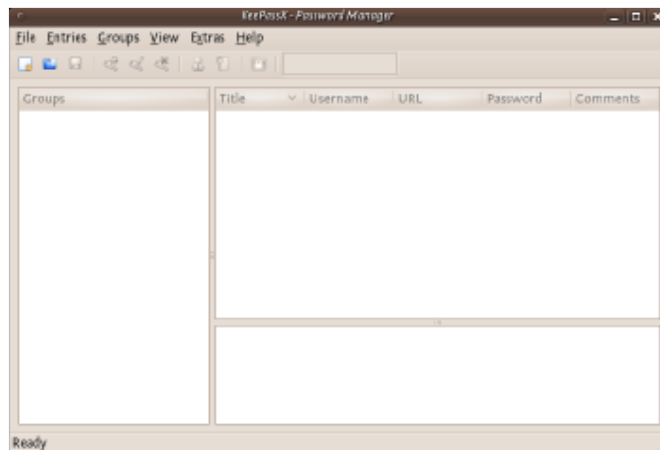 KeePassX - Password Manager
File Entries Groups View Extras Help
Groups
Title Username URL Password Comments
Ready